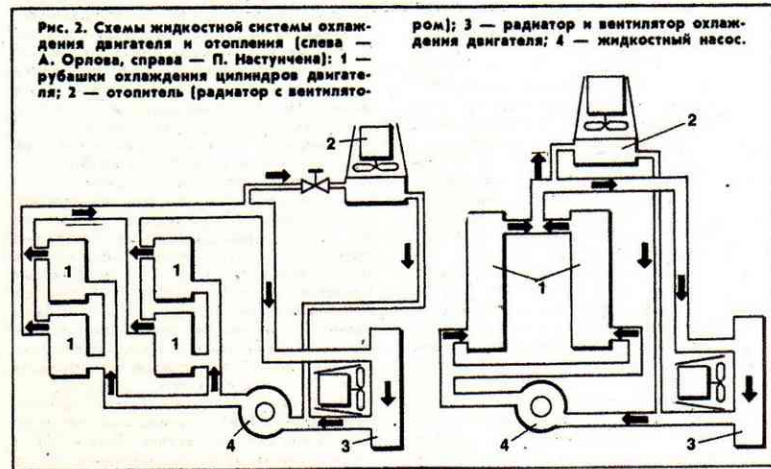 Рис. 2. Схемы жидкостной системы охлаж-
дения двигателя и отопления (слева —
А. Орлова, справа — П. Настунчена): 1 —
рубашки охлаждения цилиндров двигате-
ля; 2 — отопитель (радиатор с вентилято-
ром); 3 — радиатор и вентилятор охлаж-
дения двигателя; 4 — жидкостный насос.
2
2
1
1
1
1
1
4
3
4
3